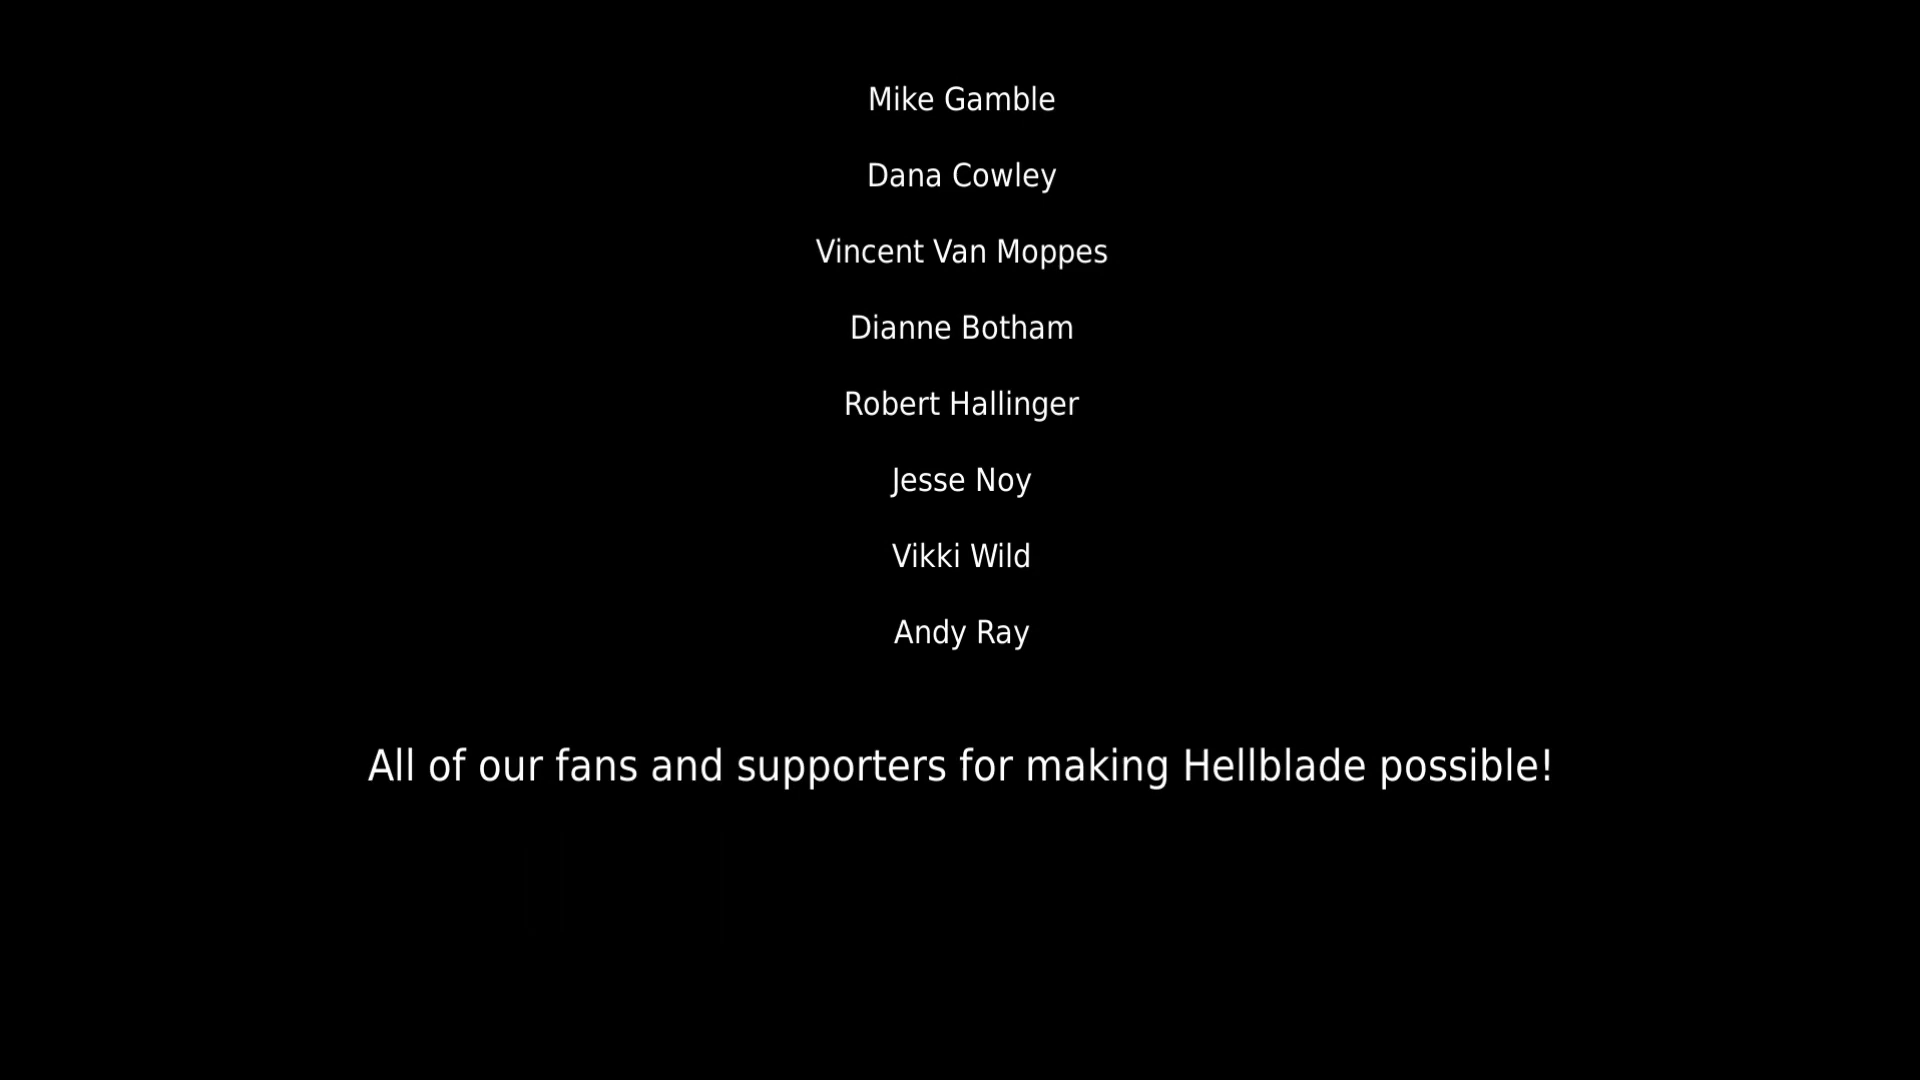 Mike Gamble
Dana Cowley
Vincent Van Moppes
Dianne Botham
Robert Hallinger
Jesse Noy
Vikki Wild
Andy Ray
All of our fans and supporters for making Hellblade possible!